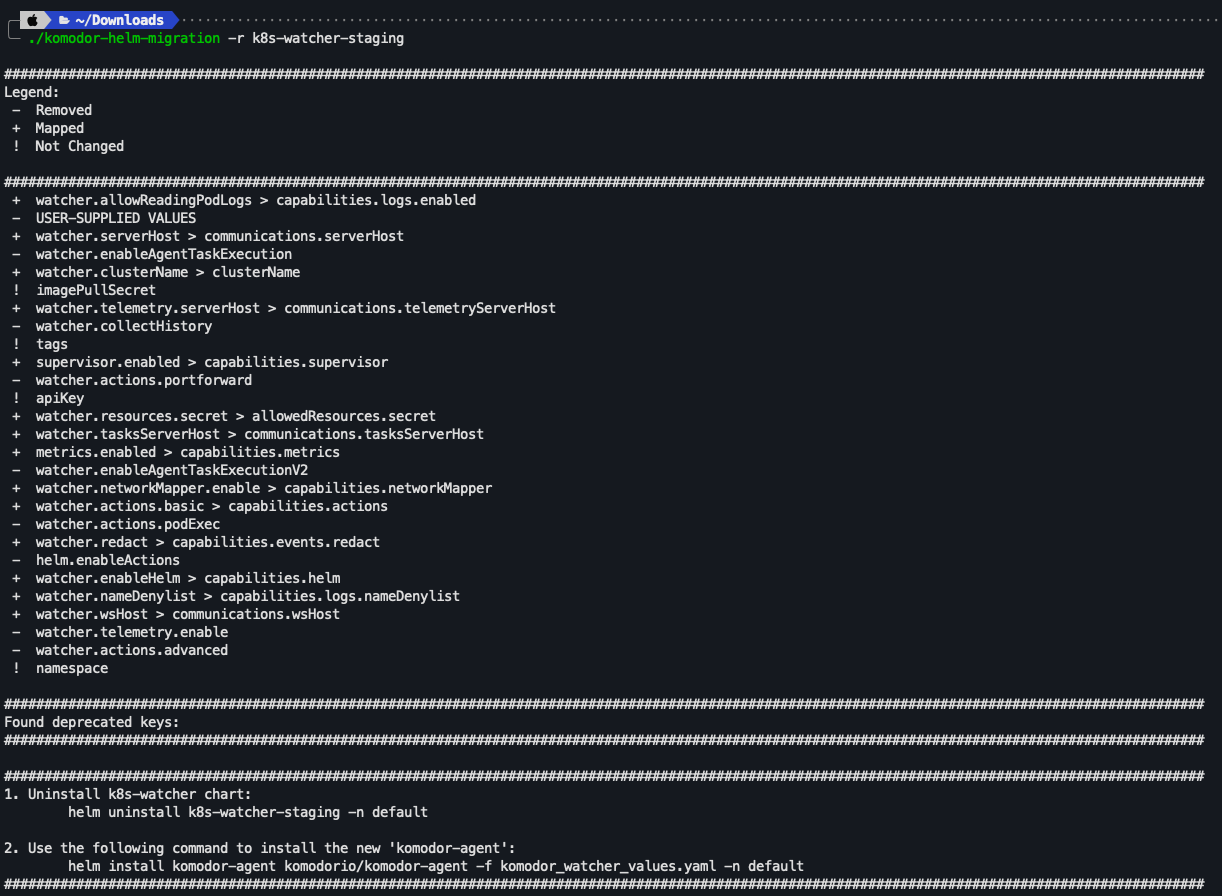 ~/Downloads
./komodor-helm-migration -r k8s-watcher-staging
######################################################################################################################################################
Legend:
- Removed
+ Mapped
! Not Changed
######################################################################################################################################################
+ watcher.allowReadingPodLogs > capabilities.logs.enabled
- USER-SUPPLIED VALUES
+ watcher.serverHost > communications.serverHost
- watcher.enableAgentTaskExecution
+ watcher.clusterName > clusterName
! imagePullSecret
+ watcher.telemetry.serverHost > communications.telemetryServerHost
- watcher.collectHistory
! tags
+ supervisor.enabled > capabilities.supervisor
- watcher.actions.portforward
! apiKey
+ watcher.resources.secret > allowedResources.secret
+ watcher.tasksServerHost > communications.tasksServerHost
+ metrics.enabled > capabilities.metrics
- watcher.enableAgentTaskExecutionV2
+ watcher.networkMapper.enable > capabilities.networkMapper
+ watcher.actions.basic > capabilities.actions
- watcher.actions.podExec
+ watcher.redact > capabilities.events.redact
- helm.enableActions
+ watcher.enableHelm > capabilities.helm
+ watcher.nameDenylist > capabilities.logs.nameDenylist
+ watcher.wsHost > communications.wsHost
- watcher.telemetry.enable
- watcher.actions.advanced
! namespace
######################################################################################################################################################
Found deprecated keys:
######################################################################################################################################################
######################################################################################################################################################
1. Uninstall k8s-watcher chart:
helm uninstall k8s-watcher-staging -n default
2. Use the following command to install the new 'komodor-agent':
helm install komodor-agent komodorio/komodor-agent -f komodor_watcher_values.yaml -n default
######################################################################################################################################################